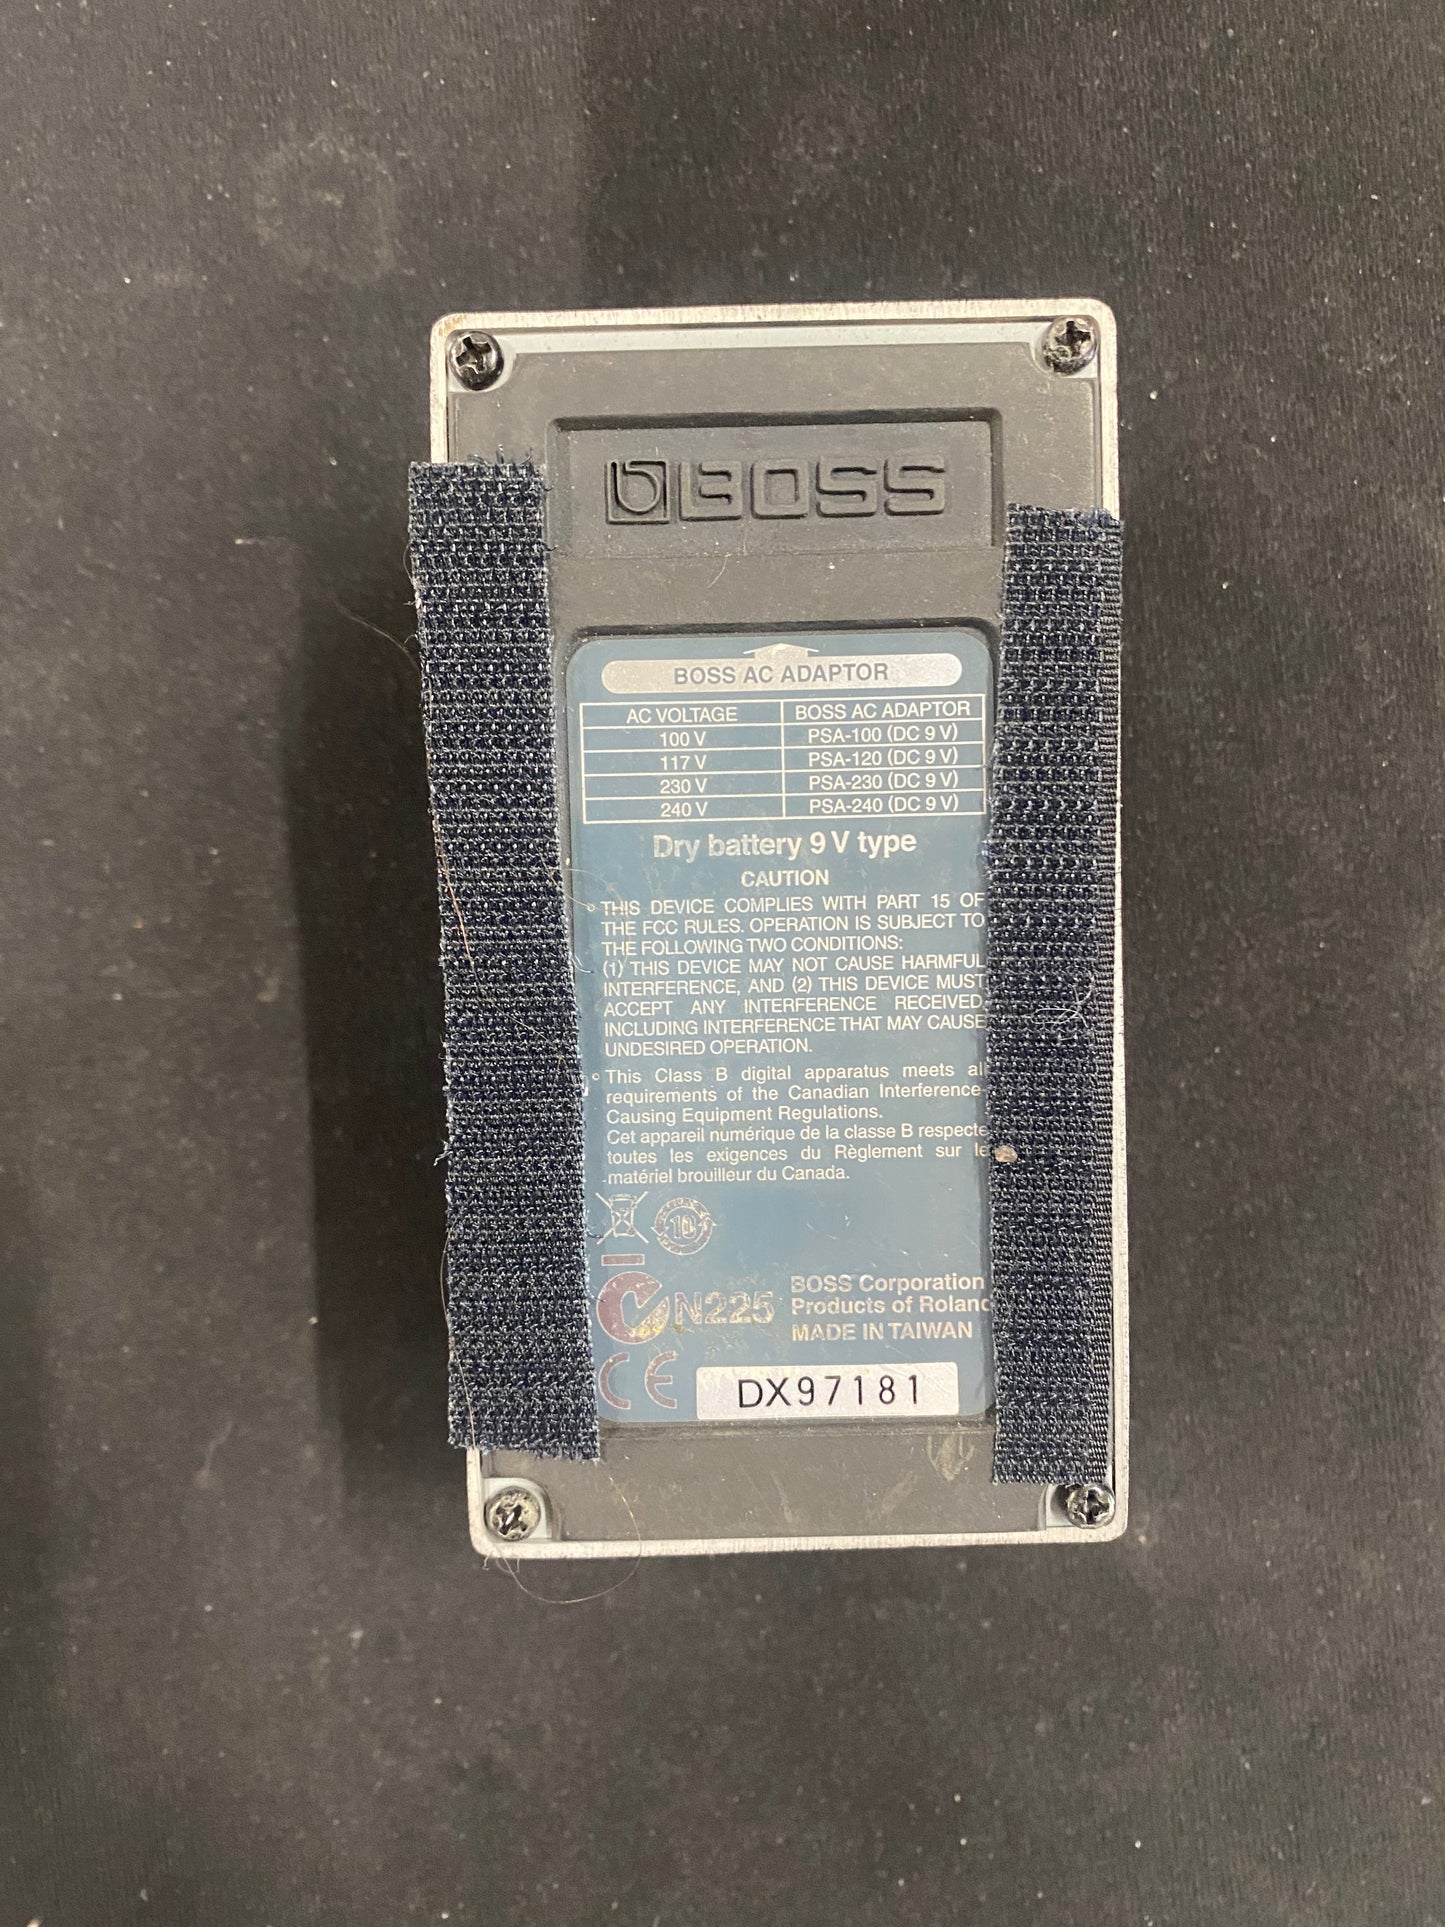 BOSS
BOSS AC ADAPTOR
AC VOLTAGE BOSS AC ADAPTOR
100 V PSA-100 (DC 9 V)
117 V PSA-120 (DC 9 V)
230 V PSA-230 (DC 9 V)
240 V PSA-240 (DC 9 V)
Dry battery 9 V type
CAUTION
THIS DEVICE COMPLIES WITH PART 15 OF
THE FCC RULES. OPERATION IS SUBJECT TO
THE FOLLOWING TWO CONDITIONS:
(1) THIS DEVICE MAY NOT CAUSE HARMFUL
INTERFERENCE, AND (2) THIS DEVICE MUST
ACCEPT ANY INTERFERENCE RECEIVED,
INCLUDING INTERFERENCE THAT MAY CAUSE
UNDESIRED OPERATION.
This Class B digital apparatus meets all
requirements of the Canadian Interference-
Causing Equipment Regulations.
Cet appareil numérique de la classe B respecte
toutes les exigences du Règlement sur le
matériel brouilleur du Canada.
10
N225
BOSS Corporation
Products of Roland
MADE IN TAIWAN
CE
DX97181